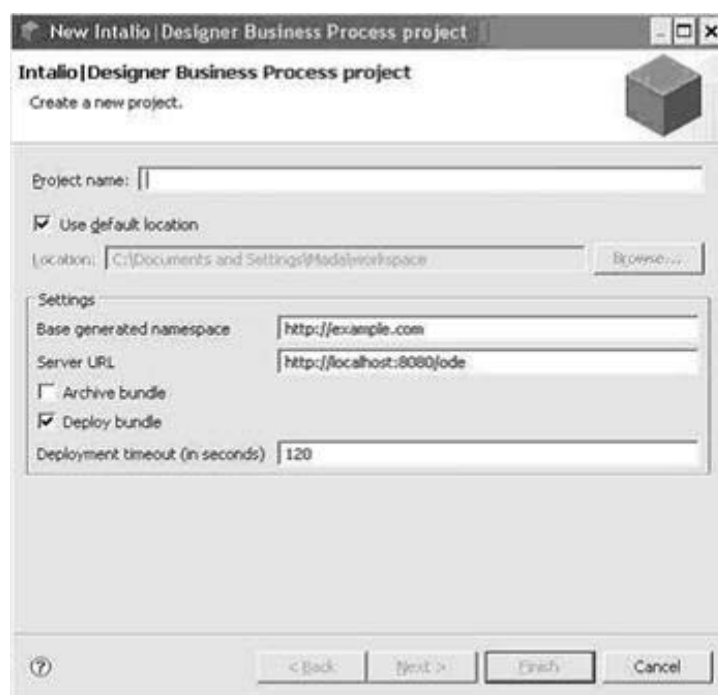 New Intalio|Designer Business Process project
Intalio|Designer Business Process project
Create a new project.
Project name:
Use default location
Location: C:\Documents and Settings\Mada\workspace Browse...
Settings
Base generated namespace http://example.com
Server URL http://localhost:8080/ode
Archive bundle
Deploy bundle
Deployment timeout (in seconds) 120
< Back Next > Finish Cancel